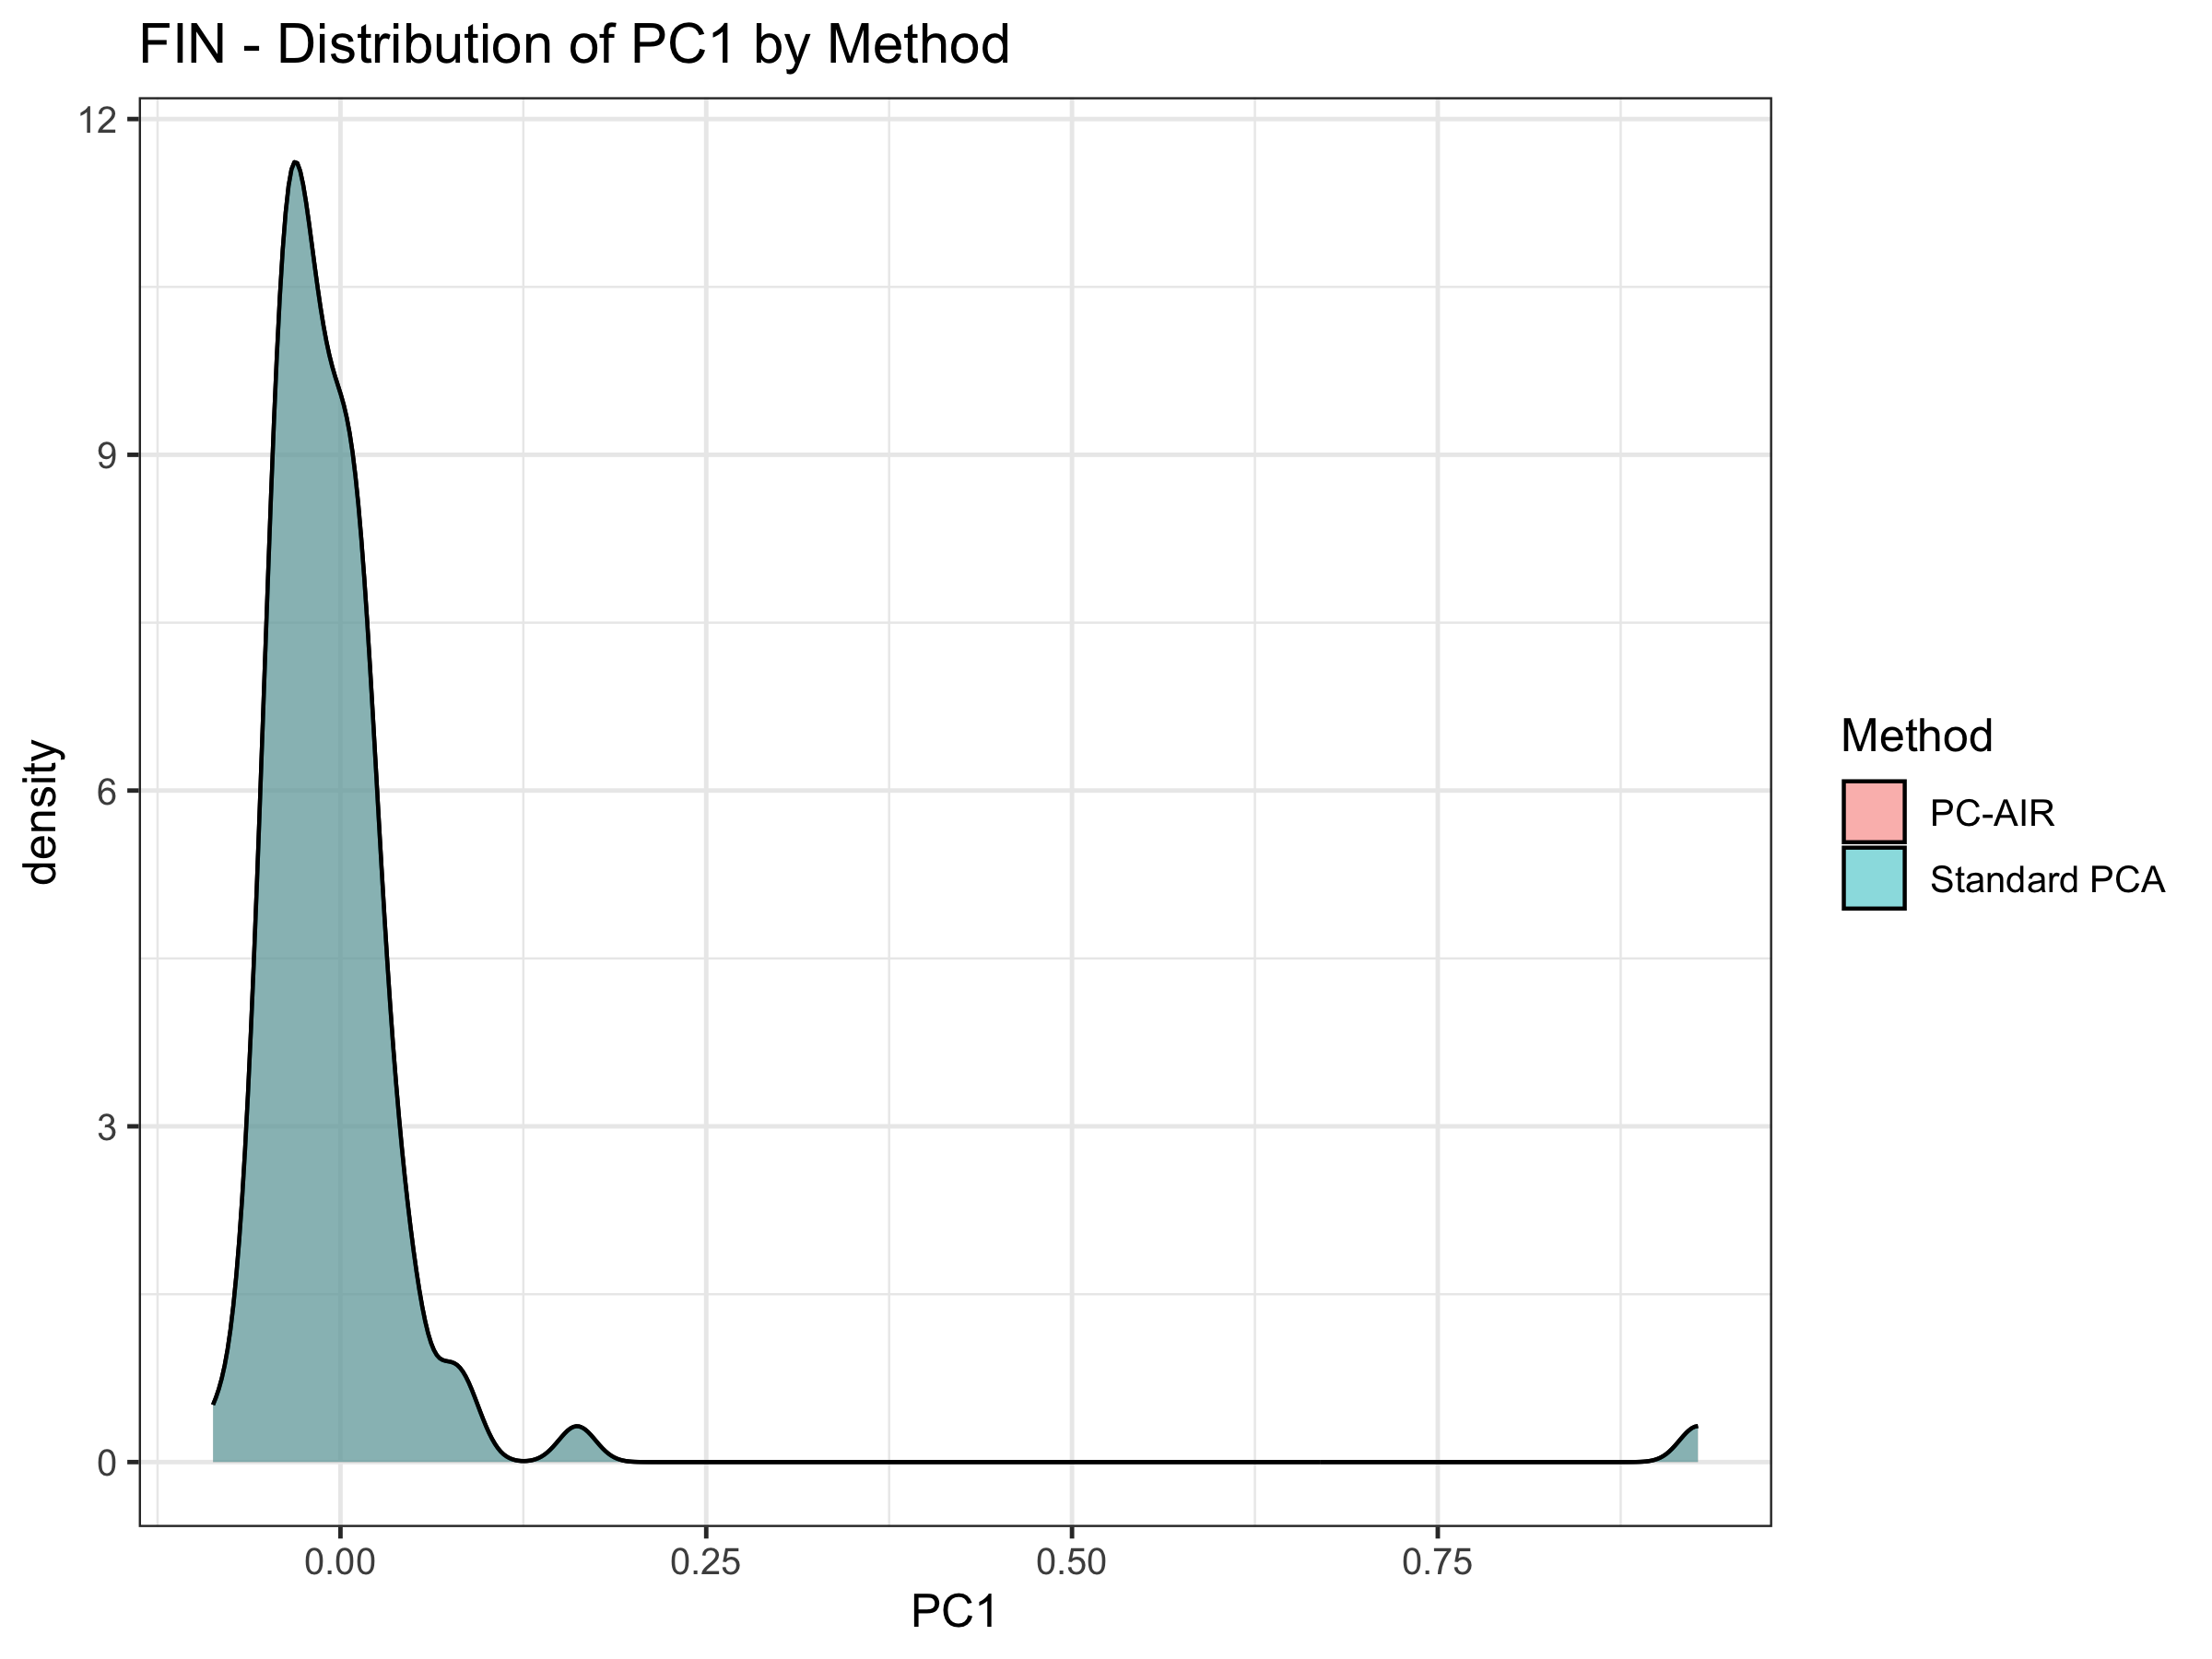 FIN - Distribution of PC1 by Method
12
9
6
3
0
density
0.00
0.25
0.50
0.75
PC1
Method
PC-AIR
Standard PCA